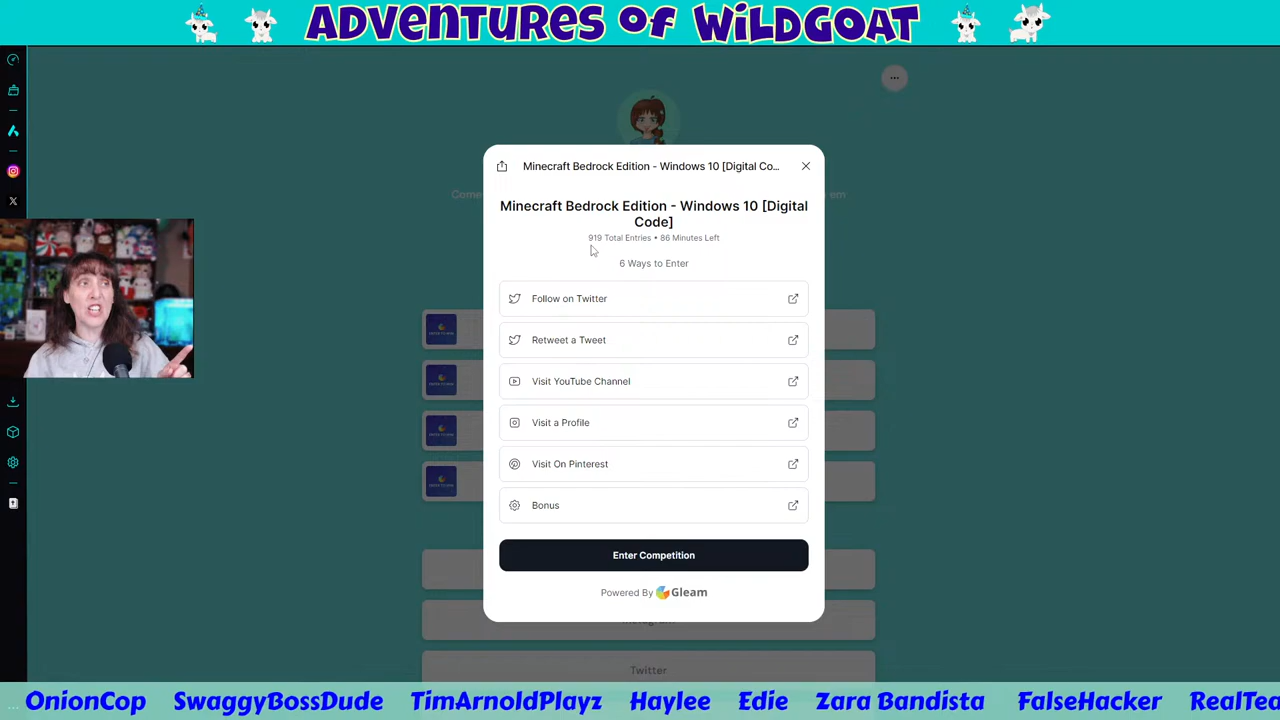 ADVENTURES OF WILDGOAT
Minecraft Bedrock Edition - Windows 10 [Digital Co...
Minecraft Bedrock Edition - Windows 10 [Digital
Code]
919 Total Entries • 86 Minutes Left
6 Ways to Enter
Follow on Twitter
Retweet a Tweet
Visit YouTube Channel
Visit a Profile
Visit On Pinterest
Bonus
Enter Competition
Powered By Gleam
Twitter
OnionCop SwaggyBossDude TimArnoldPlayz Haylee Edie Zara Bandista FalseHacker RealTea